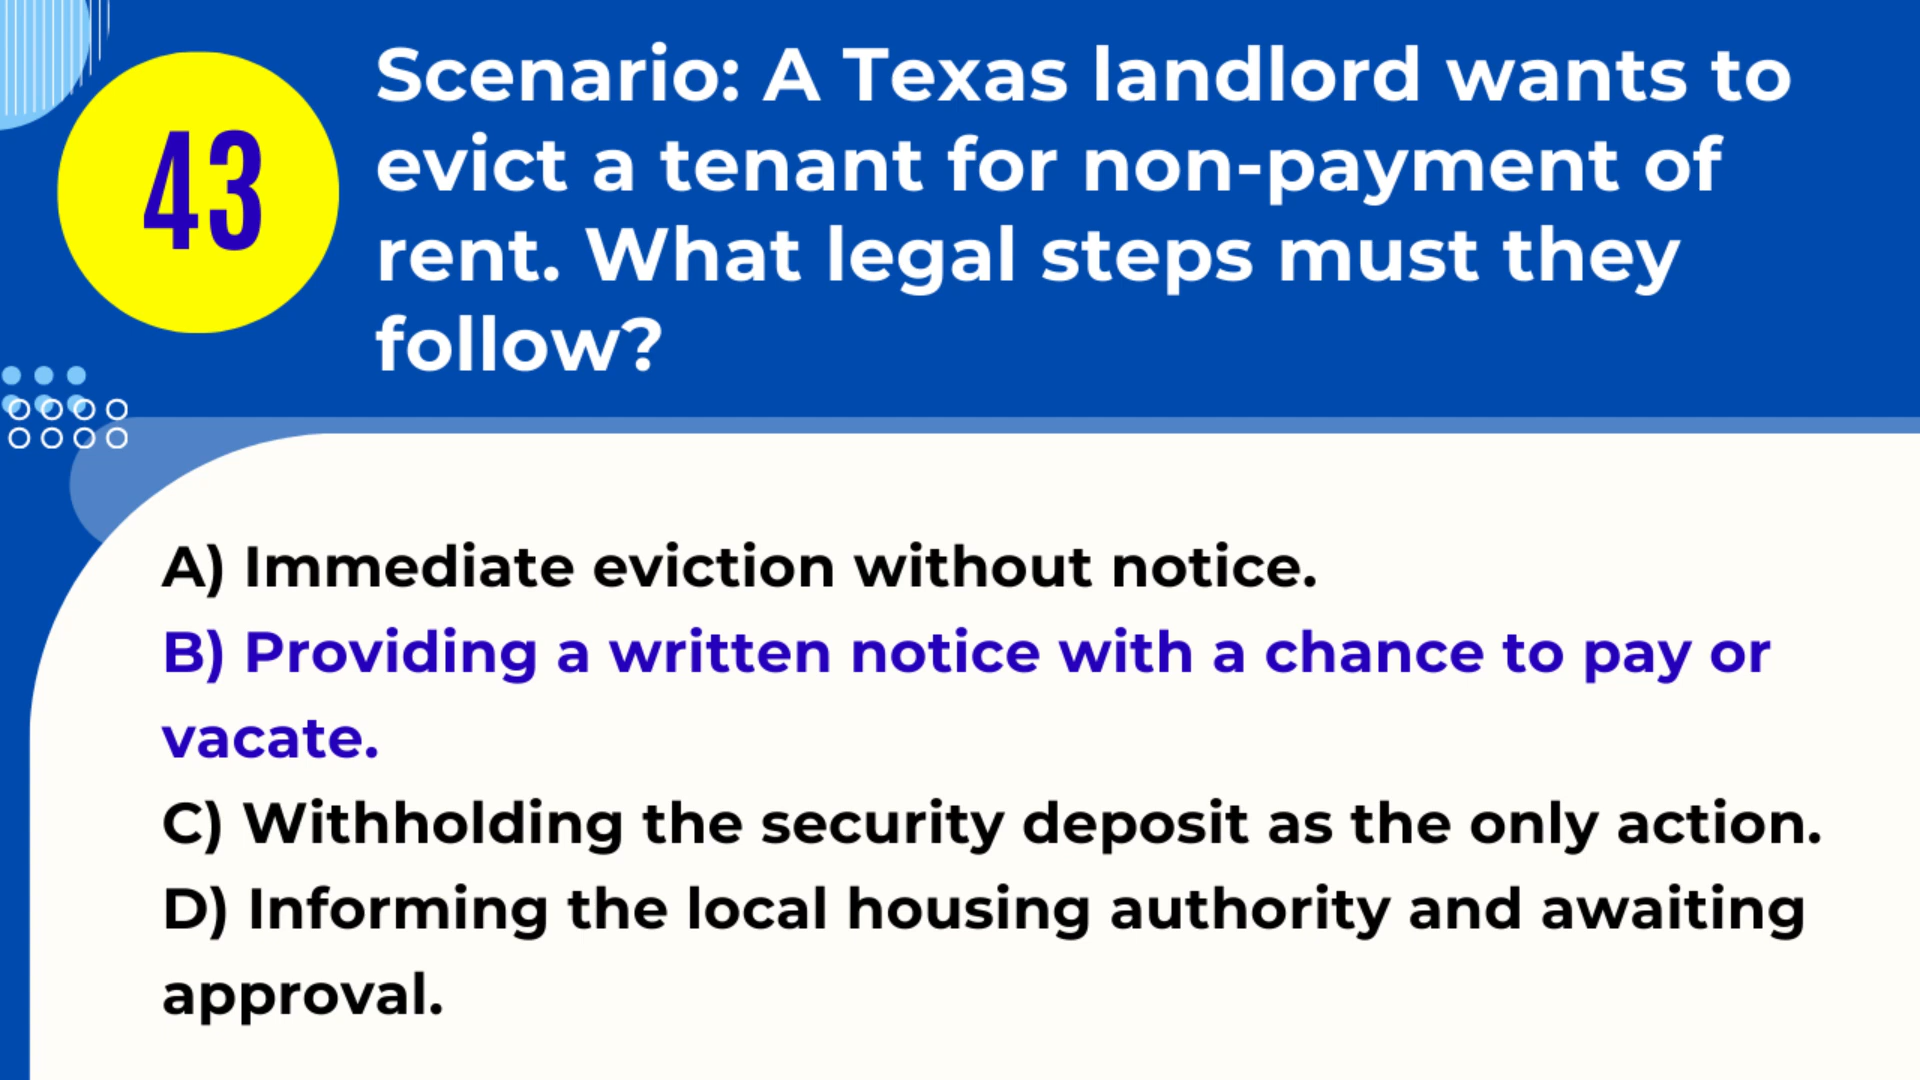 43
Scenario: A Texas landlord wants to
evict a tenant for non-payment of
rent. What legal steps must they
follow?
A) Immediate eviction without notice.
B) Providing a written notice with a chance to pay or
vacate.
C) Withholding the security deposit as the only action.
D) Informing the local housing authority and awaiting
approval.